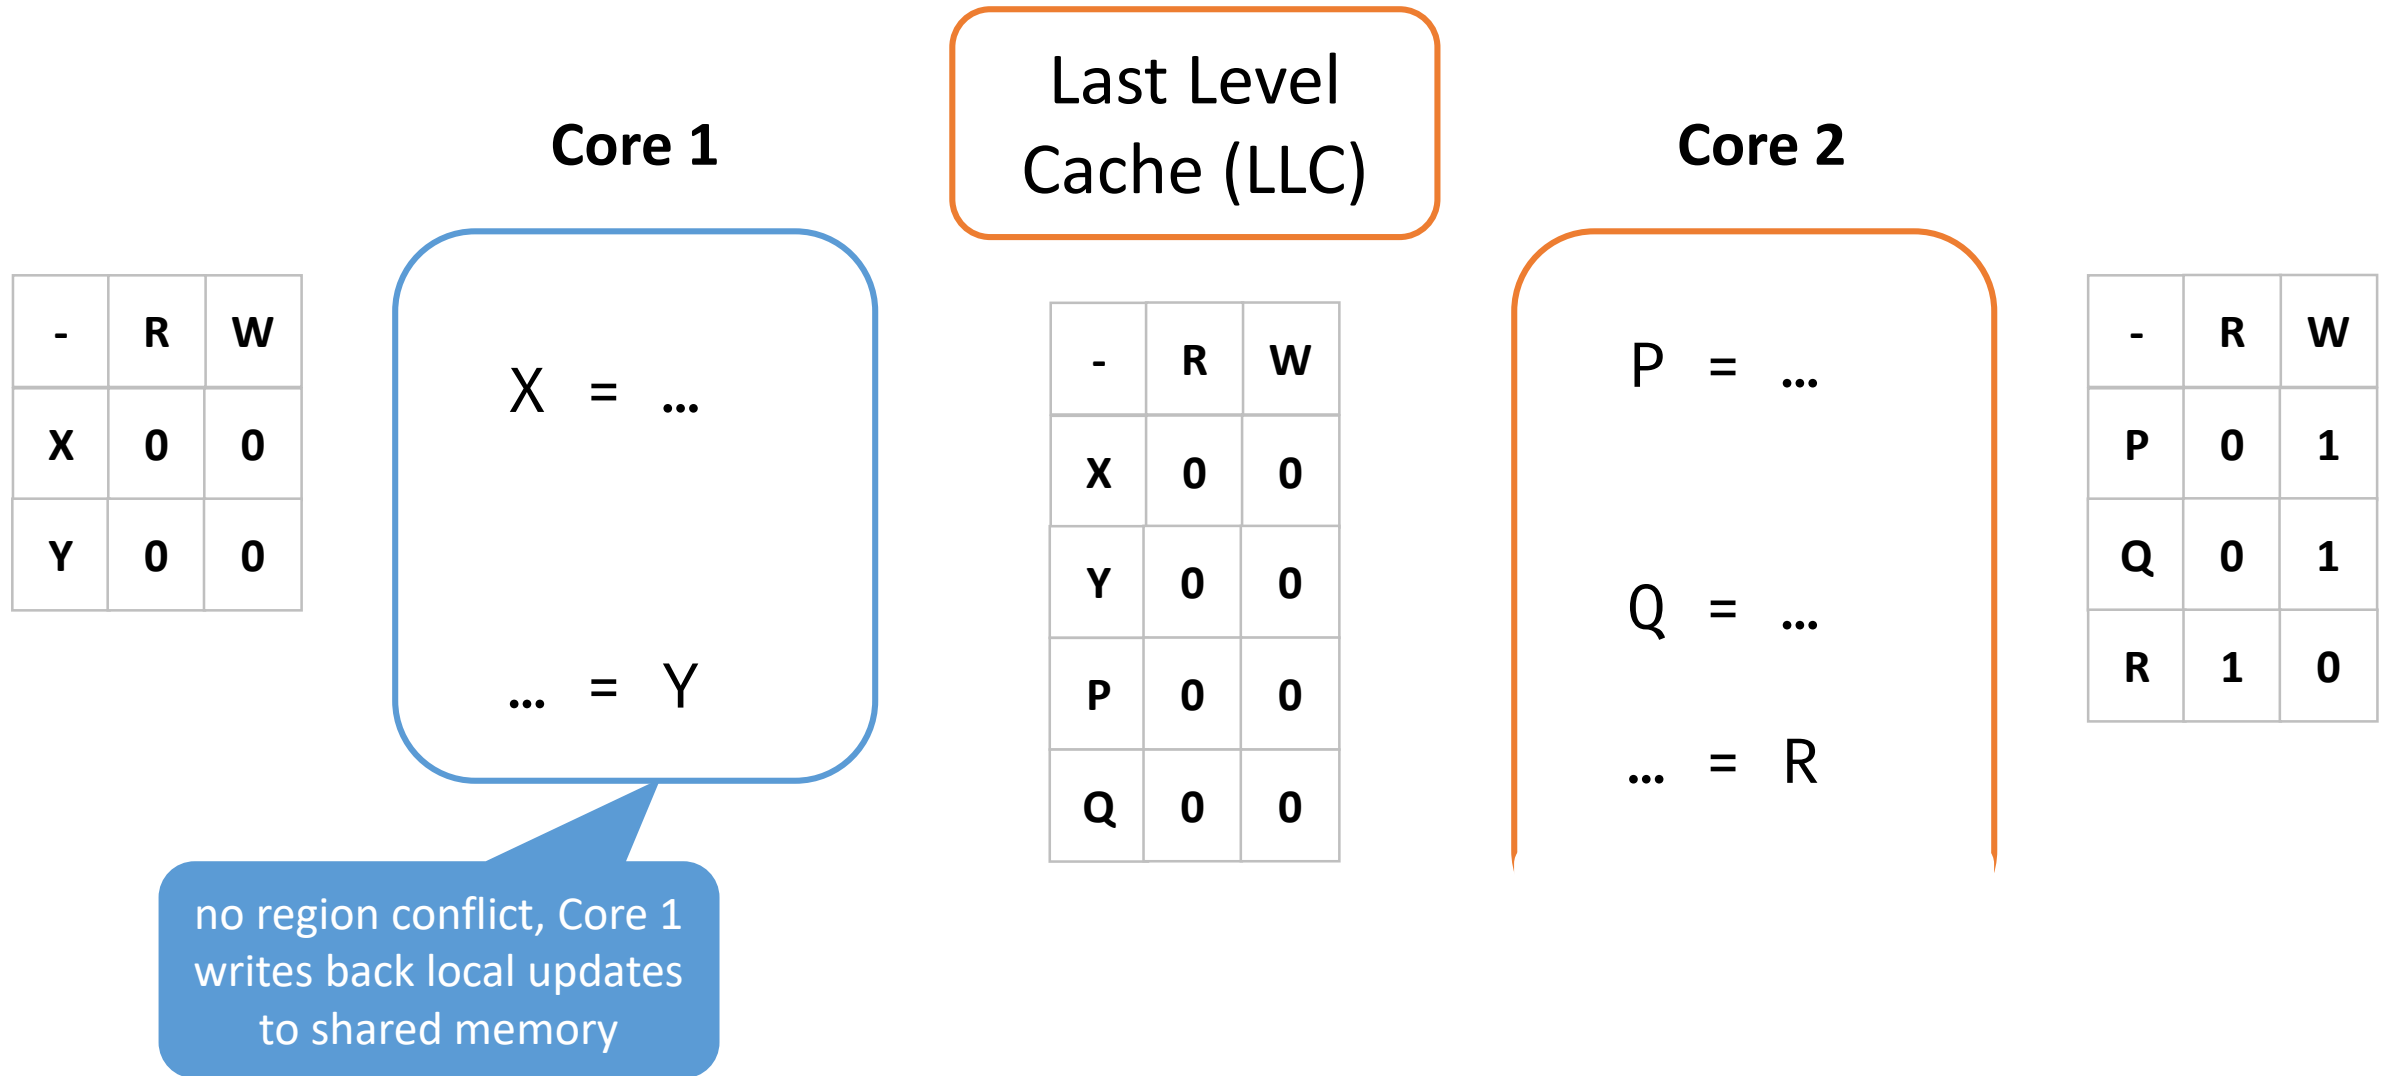 Last Level
Cache (LLC)
Core 1
Core 2
- R W
X 0 0
Y 0 0
X = …
… = Y
- R W
X 0 0
Y 0 0
P 0 0
Q 0 0
P = …
Q = …
… = R
- R W
P 0 1
Q 0 1
R 1 0
no region conflict, Core 1
writes back local updates
to shared memory